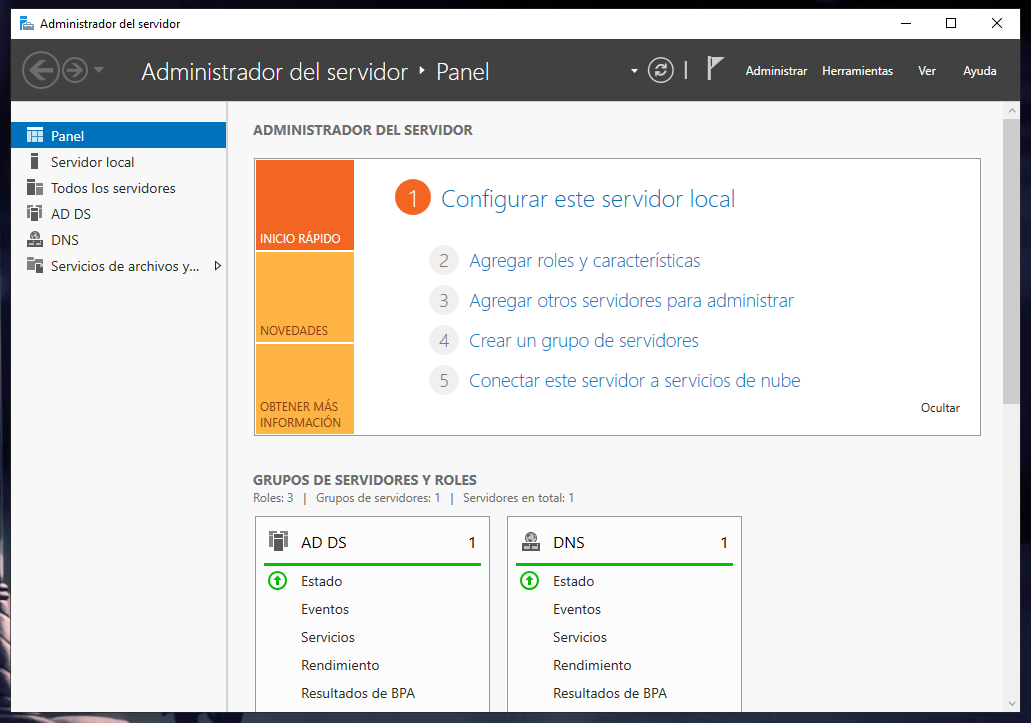 Administrador del servidor
Administrador del servidor ‣ Panel
Administrar Herramientas Ver Ayuda
Panel
Servidor local
Todos los servidores
AD DS
DNS
Servicios de archivos y...
ADMINISTRADOR DEL SERVIDOR
INICIO RÁPIDO
NOVEDADES
OBTENER MÁS
INFORMACIÓN
1 Configurar este servidor local
2 Agregar roles y características
3 Agregar otros servidores para administrar
4 Crear un grupo de servidores
5 Conectar este servidor a servicios de nube
Ocultar
GRUPOS DE SERVIDORES Y ROLES
Roles: 3 | Grupos de servidores: 1 | Servidores en total: 1
AD DS 1
Estado
Eventos
Servicios
Rendimiento
Resultados de BPA
DNS 1
Estado
Eventos
Servicios
Rendimiento
Resultados de BPA